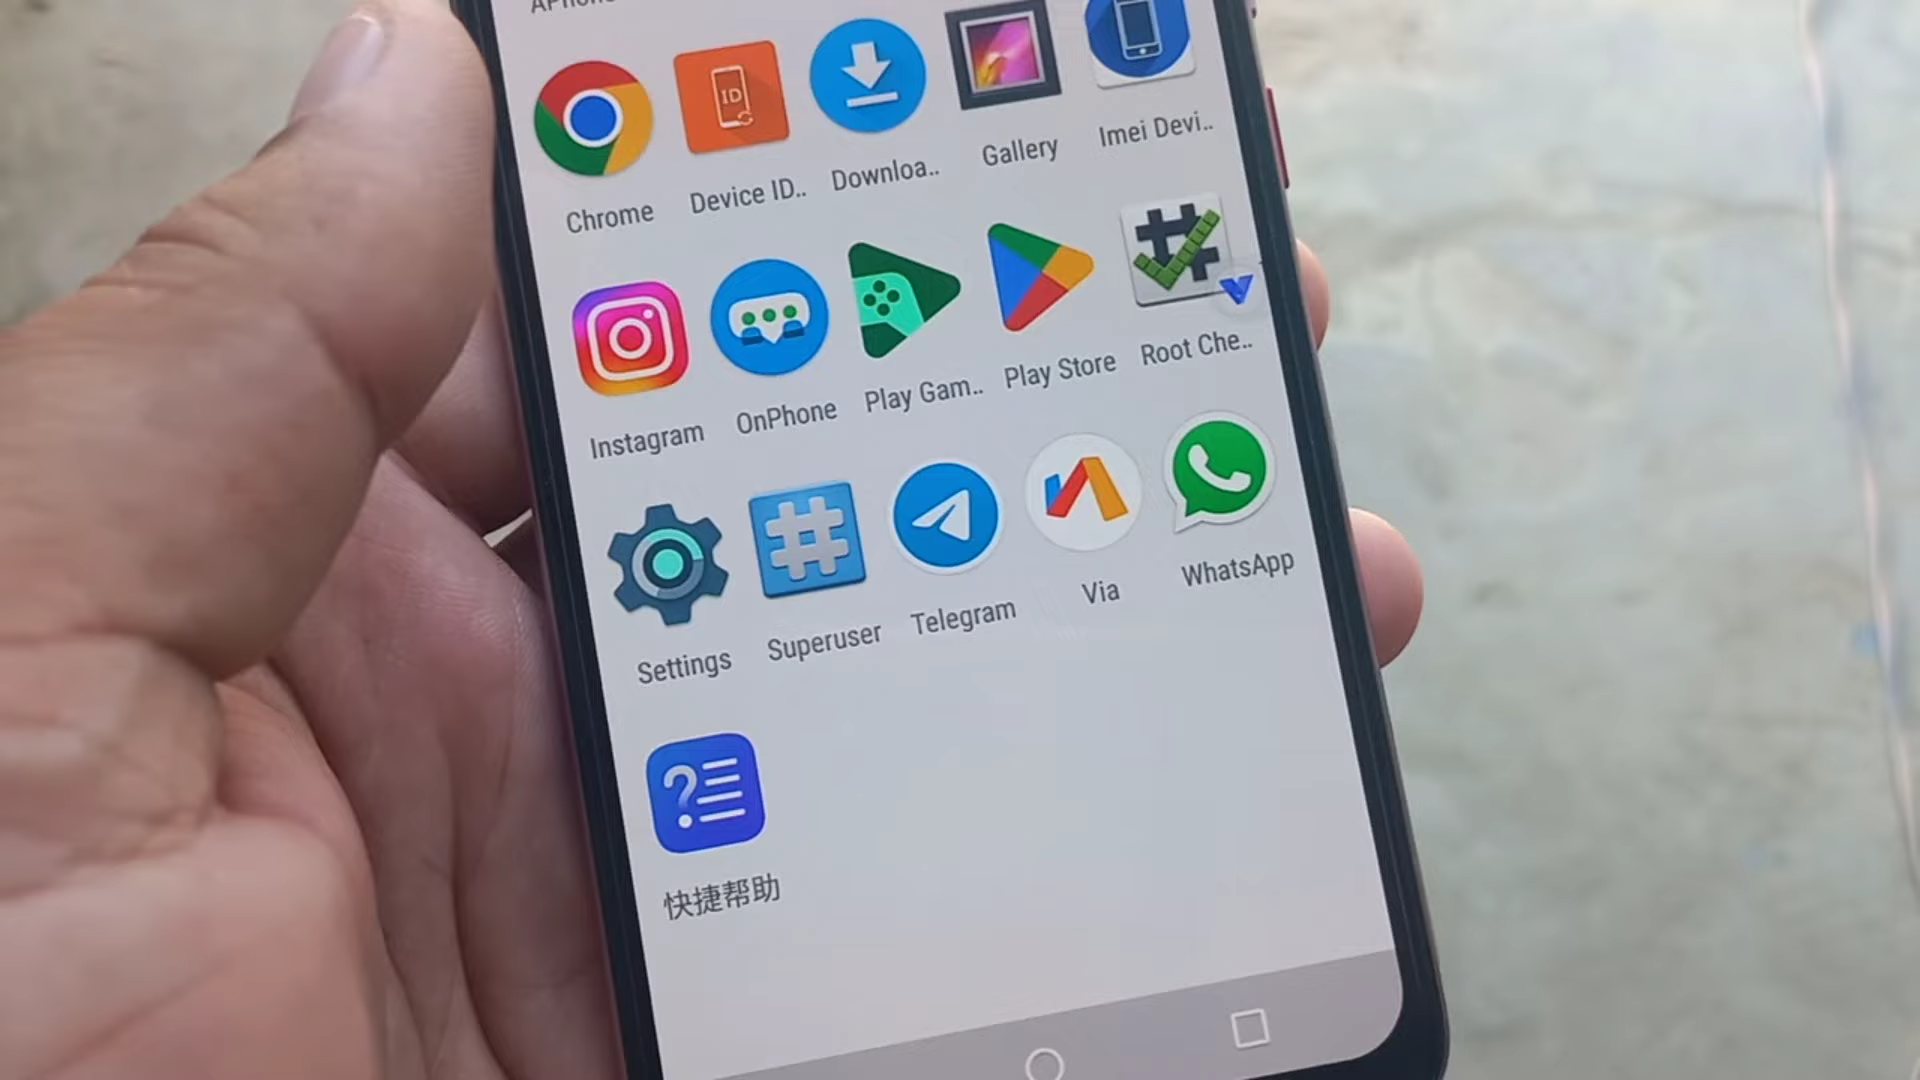 Chrome
Device ID..
Downloa..
Gallery
Imei Devi..
Instagram
OnPhone
Play Gam..
Play Store
Root Che..
Settings
Superuser
Telegram
Via
WhatsApp
快捷帮助
ID